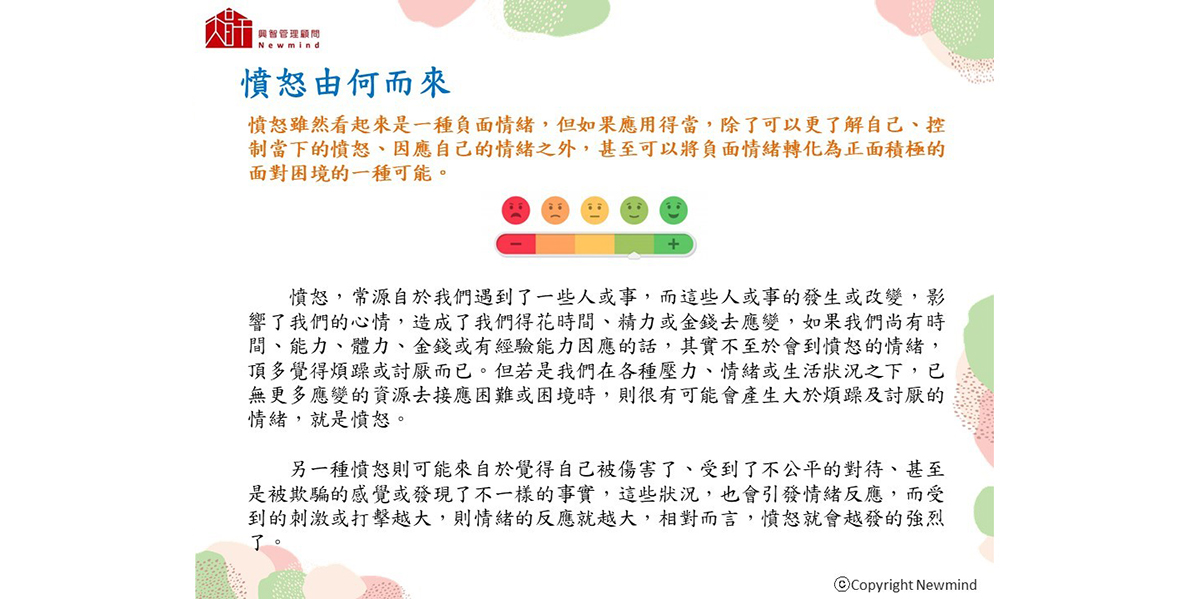 興智管理顧問
Newmind
憤怒由何而來
憤怒雖然看起來是一種負面情緒，但如果應用得當，除了可以更了解自己、控
制當下的憤怒、因應自己的情緒之外，甚至可以將負面情緒轉化為正面積極的
面對困境的一種可能。
－ ＋
憤怒，常源自於我們遇到了一些人或事，而這些人或事的發生或改變，影
響了我們的心情，造成了我們得花時間、精力或金錢去應變，如果我們尚有時
間、能力、體力、金錢或有經驗能力因應的話，其實不至於會到憤怒的情緒，
頂多覺得煩躁或討厭而已。但若是我們在各種壓力、情緒或生活狀況之下，已
無更多應變的資源去接應困難或困境時，則很有可能會產生大於煩躁及討厭的
情緒，就是憤怒。
另一種憤怒則可能來自於覺得自己被傷害了、受到了不公平的對待、甚至
是被欺騙的感覺或發現了不一樣的事實，這些狀況，也會引發情緒反應，而受
到的刺激或打擊越大，則情緒的反應就越大，相對而言，憤怒就會越發的強烈
了。
ⓒCopyright Newmind